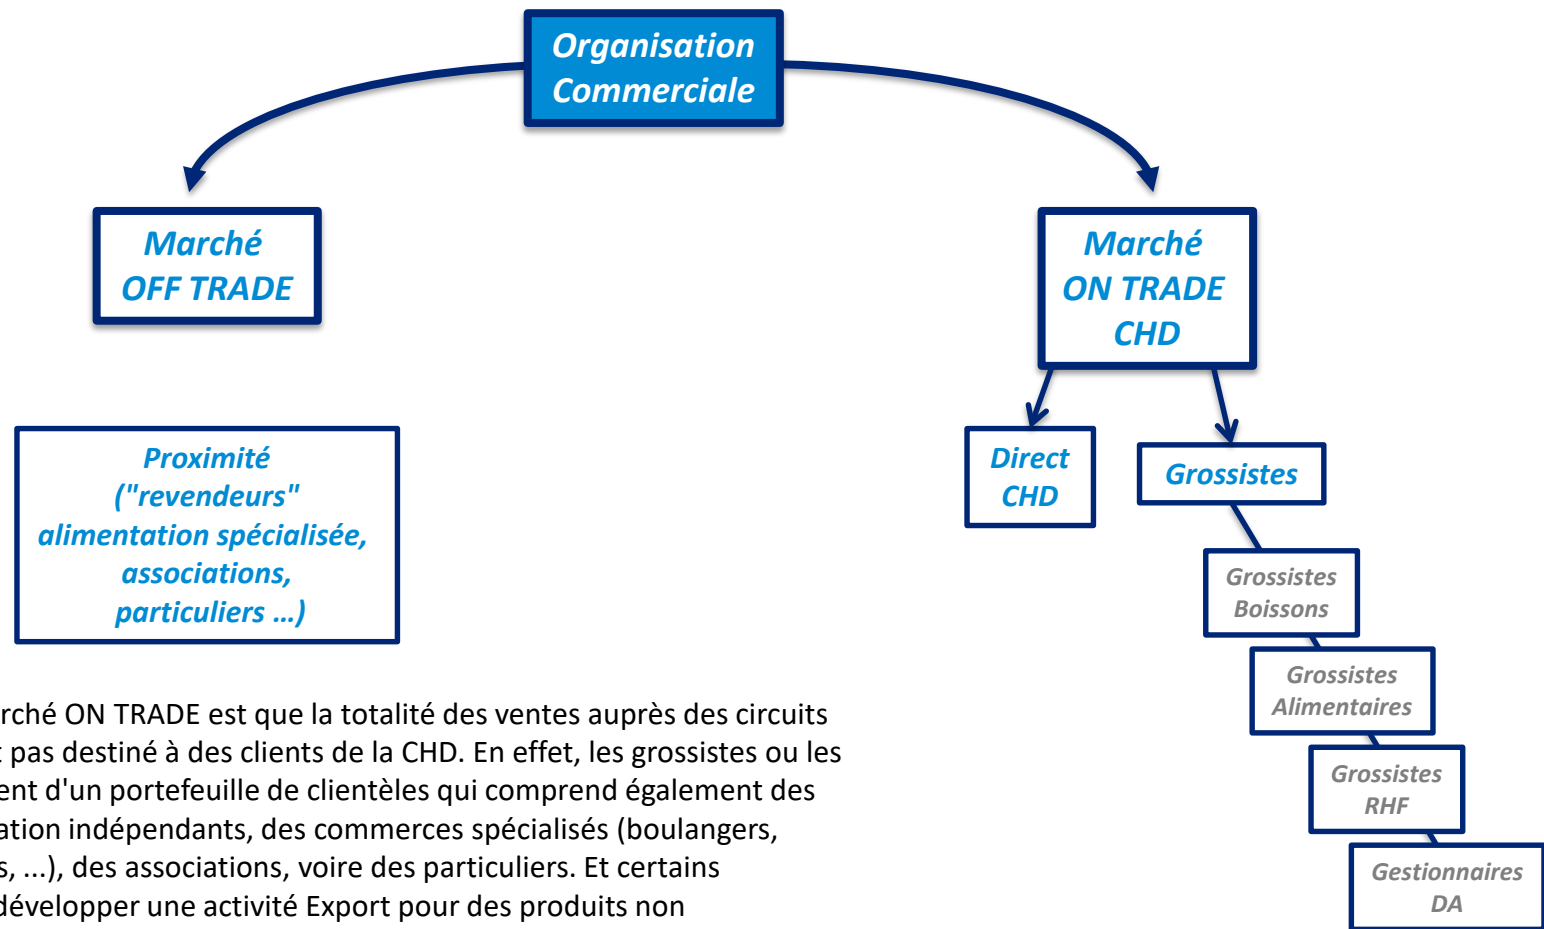 Organisation
Commerciale
Marché
OFF TRADE
Marché
ON TRADE
CHD
Proximité
("revendeurs"
alimentation spécialisée,
associations,
particuliers ...)
Direct
CHD
Grossistes
Grossistes
Boissons
Grossistes
Alimentaires
Grossistes
RHF
Gestionnaires
DA
rché ON TRADE est que la totalité des ventes auprès des circuits
t pas destiné à des clients de la CHD. En effet, les grossistes ou les
ent d'un portefeuille de clientèles qui comprend également des
ation indépendants, des commerces spécialisés (boulangers,
s, ...), des associations, voire des particuliers. Et certains
développer une activité Export pour des produits non